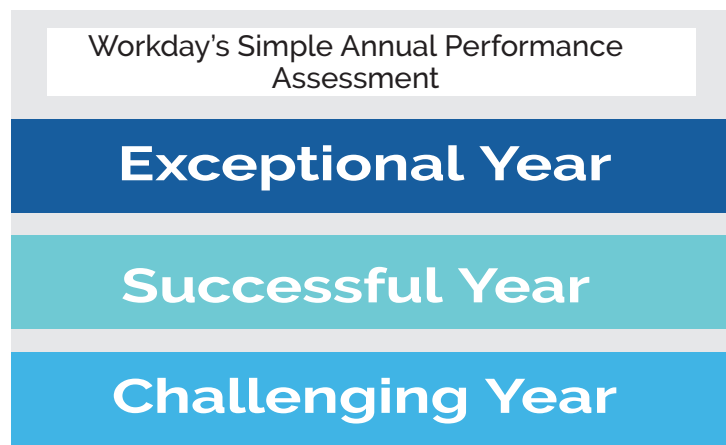 Workday’s Simple Annual Performance
Assessment
Exceptional Year
Successful Year
Challenging Year